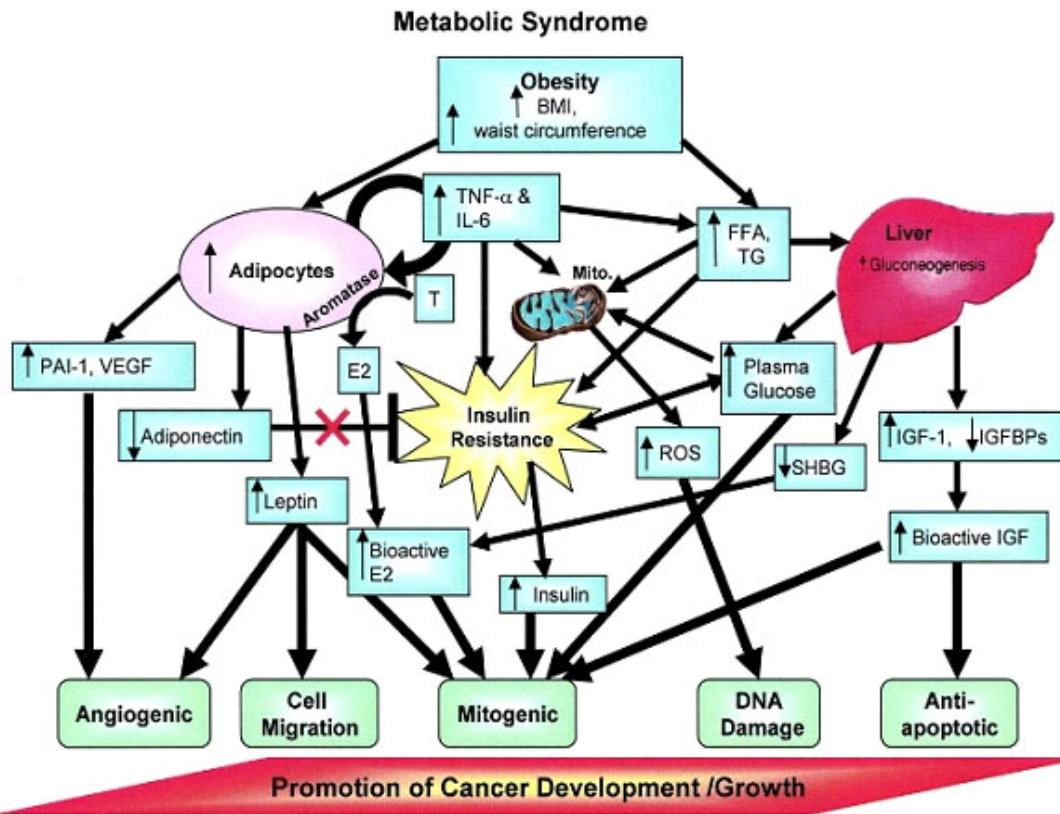 Metabolic Syndrome
Obesity
↑ BMI,
↑ waist circumference
↑ TNF-α &
IL-6
↑ FFA,
TG
Liver
↑ Gluconeogenesis
↑ Adipocytes
Aromatase
T
Mito.
↑ PAI-1, VEGF
E2
↑ Plasma
Glucose
↓ Adiponectin
Insulin
Resistance
↑ ROS
↓ SHBG
↑ IGF-1, ↓ IGFBPs
↑ Leptin
↑ Bioactive
E2
↑ Insulin
↑ Bioactive IGF
Angiogenic
Cell
Migration
Mitogenic
DNA
Damage
Anti-
apoptotic
Promotion of Cancer Development /Growth